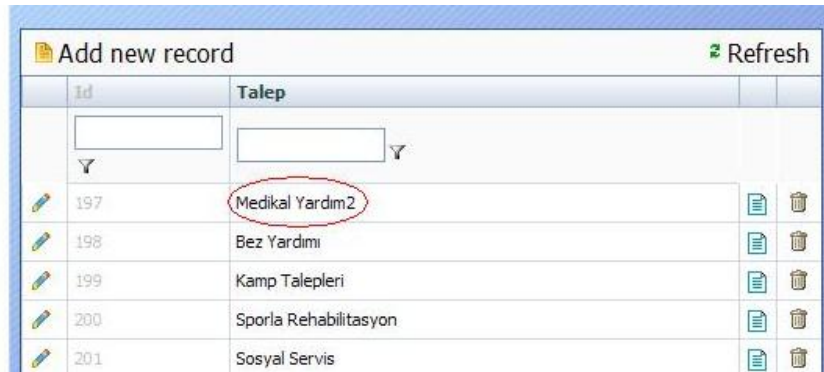 Add new record Refresh
Id Talep
197 Medikal Yardım2
198 Bez Yardımı
199 Kamp Talepleri
200 Sporla Rehabilitasyon
201 Sosyal Servis